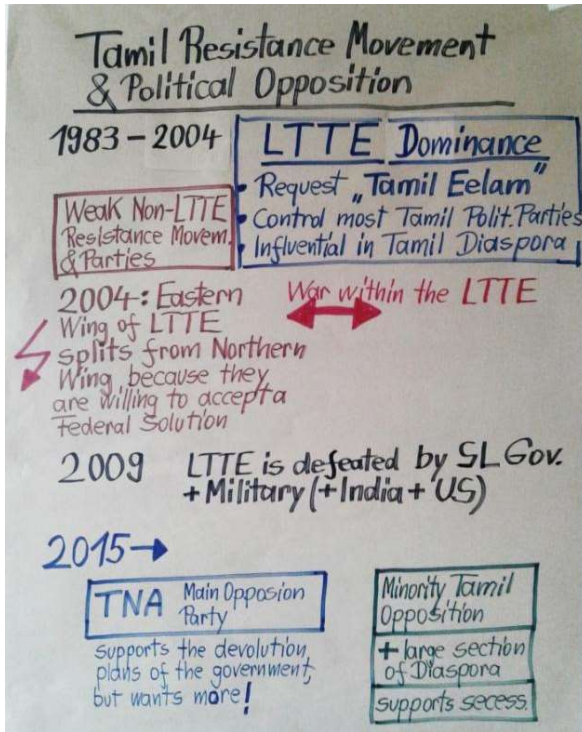 Tamil Resistance Movement
& Political Opposition
1983 – 2004
LTTE Dominance
• Request „Tamil Eelam"
• Control most Tamil Polit. Parties
• Influential in Tamil Diaspora
Weak Non-LTTE
Resistance Movem.
& Parties
2004: Eastern
Wing of LTTE
splits from Northern
Wing because they
are willing to accept a
Federal Solution
War within the LTTE
2009 LTTE is defeated by SL Gov.
+ Military (+ India + US)
2015→
TNA Main Opposion
Party
supports the devolution
plans of the government,
but wants more!
Minority Tamil
Opposition
+ large section
of Diaspora
supports secess.